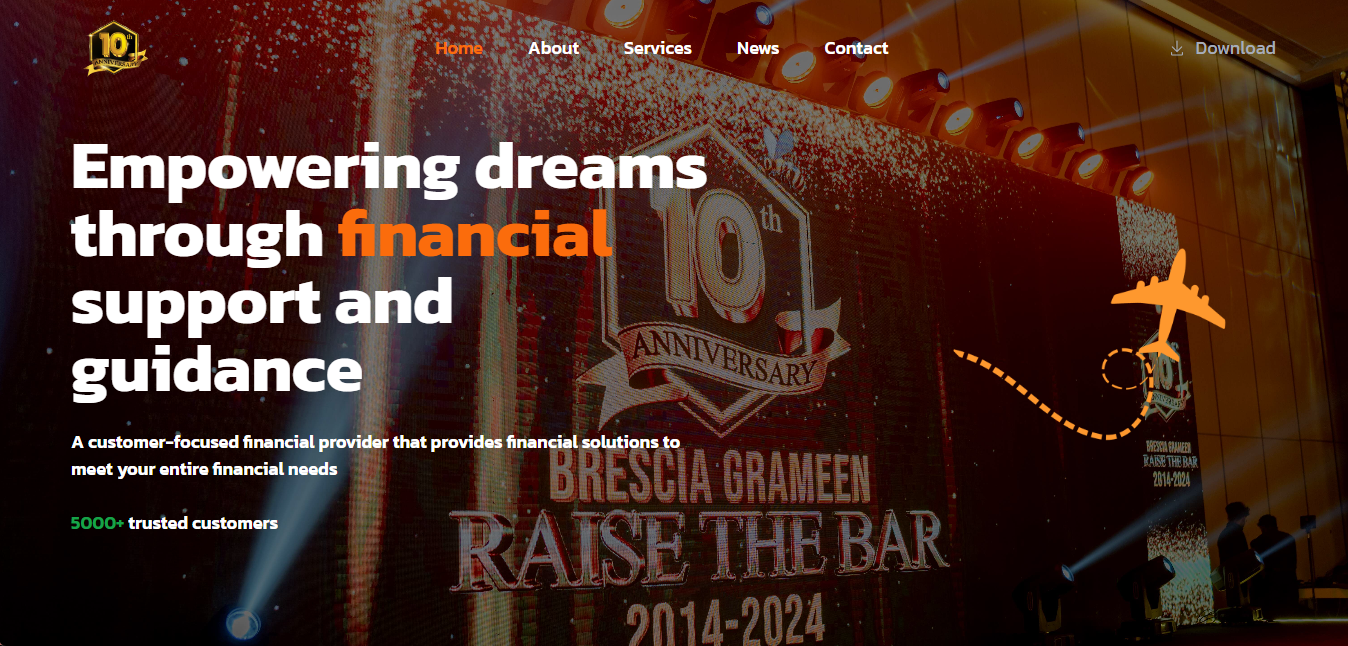 10th
ANNIVERSARY
Home
About
Services
News
Contact
Download
Empowering dreams
through financial
support and
guidance
A customer-focused financial provider that provides financial solutions to
meet your entire financial needs
5000+ trusted customers
10th
ANNIVERSARY
BRESCIA GRAMEEN
RAISE THE BAR
2014-2024
BRESCIA GRAMEEN
RAISE THE BAR
2014-2024